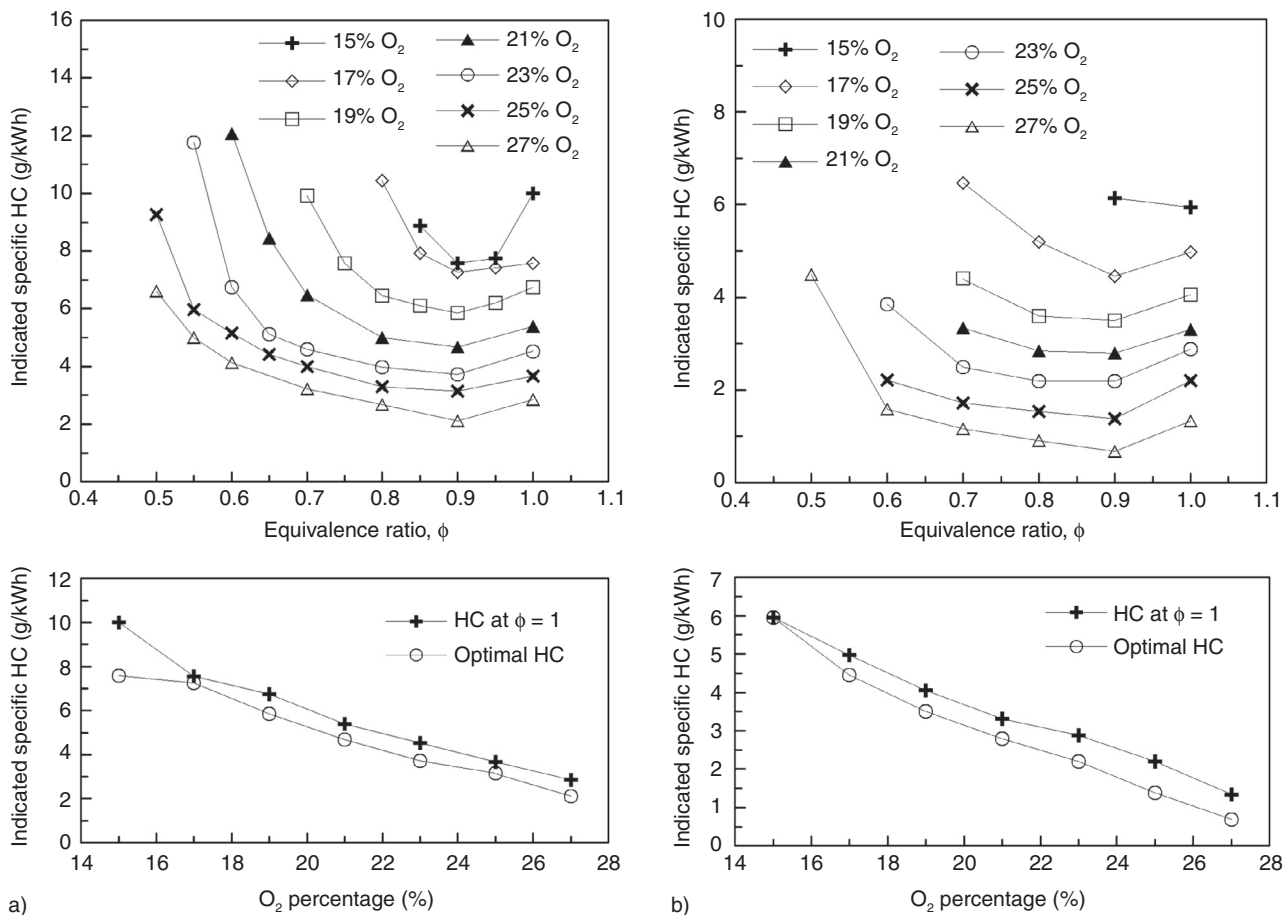 Indicated specific HC (g/kWh)
16
14
12
10
8
6
4
2
0
15% O₂
17% O₂
19% O₂
21% O₂
23% O₂
25% O₂
27% O₂
0.4 0.5 0.6 0.7 0.8 0.9 1.0 1.1
Equivalence ratio, ϕ
Indicated specific HC (g/kWh)
10
8
6
4
2
0
15% O₂
17% O₂
19% O₂
21% O₂
23% O₂
25% O₂
27% O₂
0.4 0.5 0.6 0.7 0.8 0.9 1.0 1.1
Equivalence ratio, ϕ
Indicated specific HC (g/kWh)
12
10
8
6
4
2
0
HC at ϕ = 1
Optimal HC
14 16 18 20 22 24 26 28
O₂ percentage (%)
a)
Indicated specific HC (g/kWh)
7
6
5
4
3
2
1
0
HC at ϕ = 1
Optimal HC
14 16 18 20 22 24 26 28
O₂ percentage (%)
b)